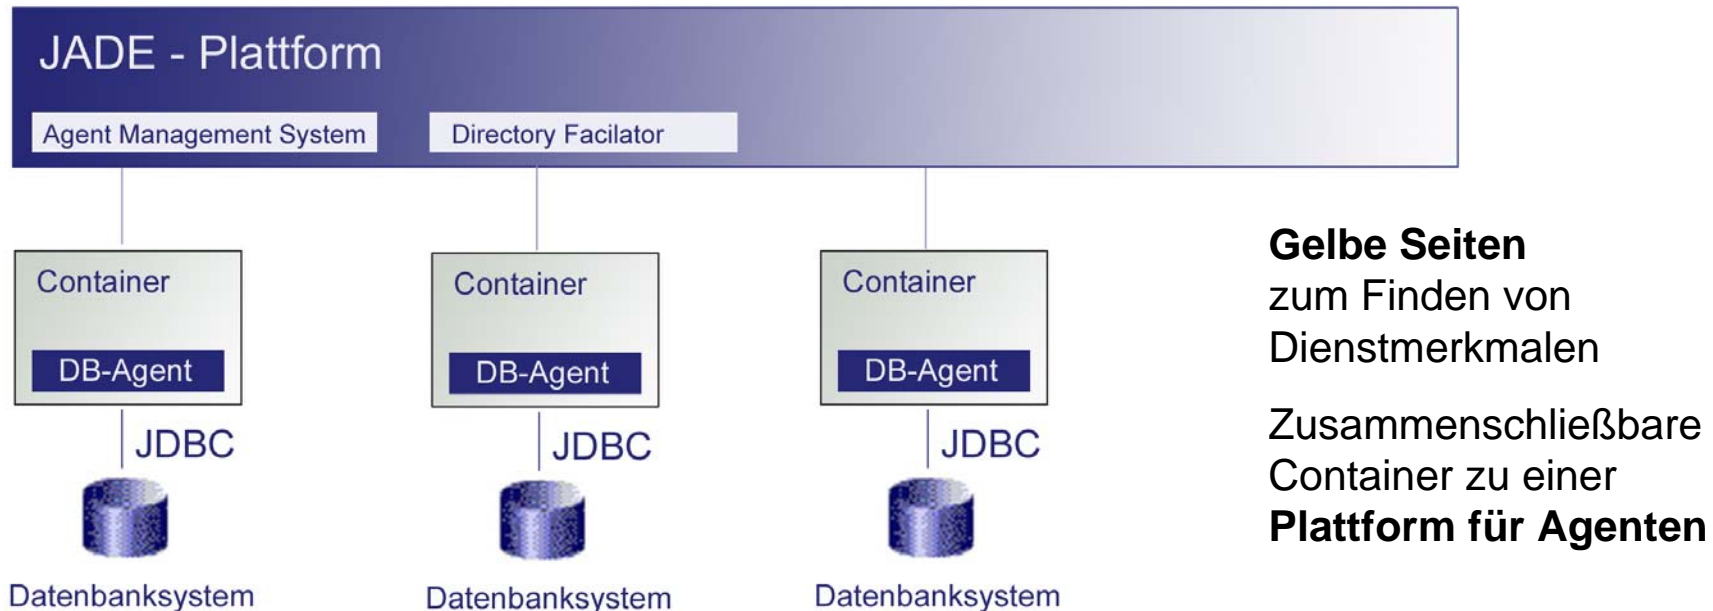 JADE - Plattform
Agent Management System
Directory Facilator
Container
DB-Agent
JDBC
Datenbanksystem
Container
DB-Agent
JDBC
Datenbanksystem
Container
DB-Agent
JDBC
Datenbanksystem
Gelbe Seiten
zum Finden von
Dienstmerkmalen
Zusammenschließbare
Container zu einer
Plattform für Agenten